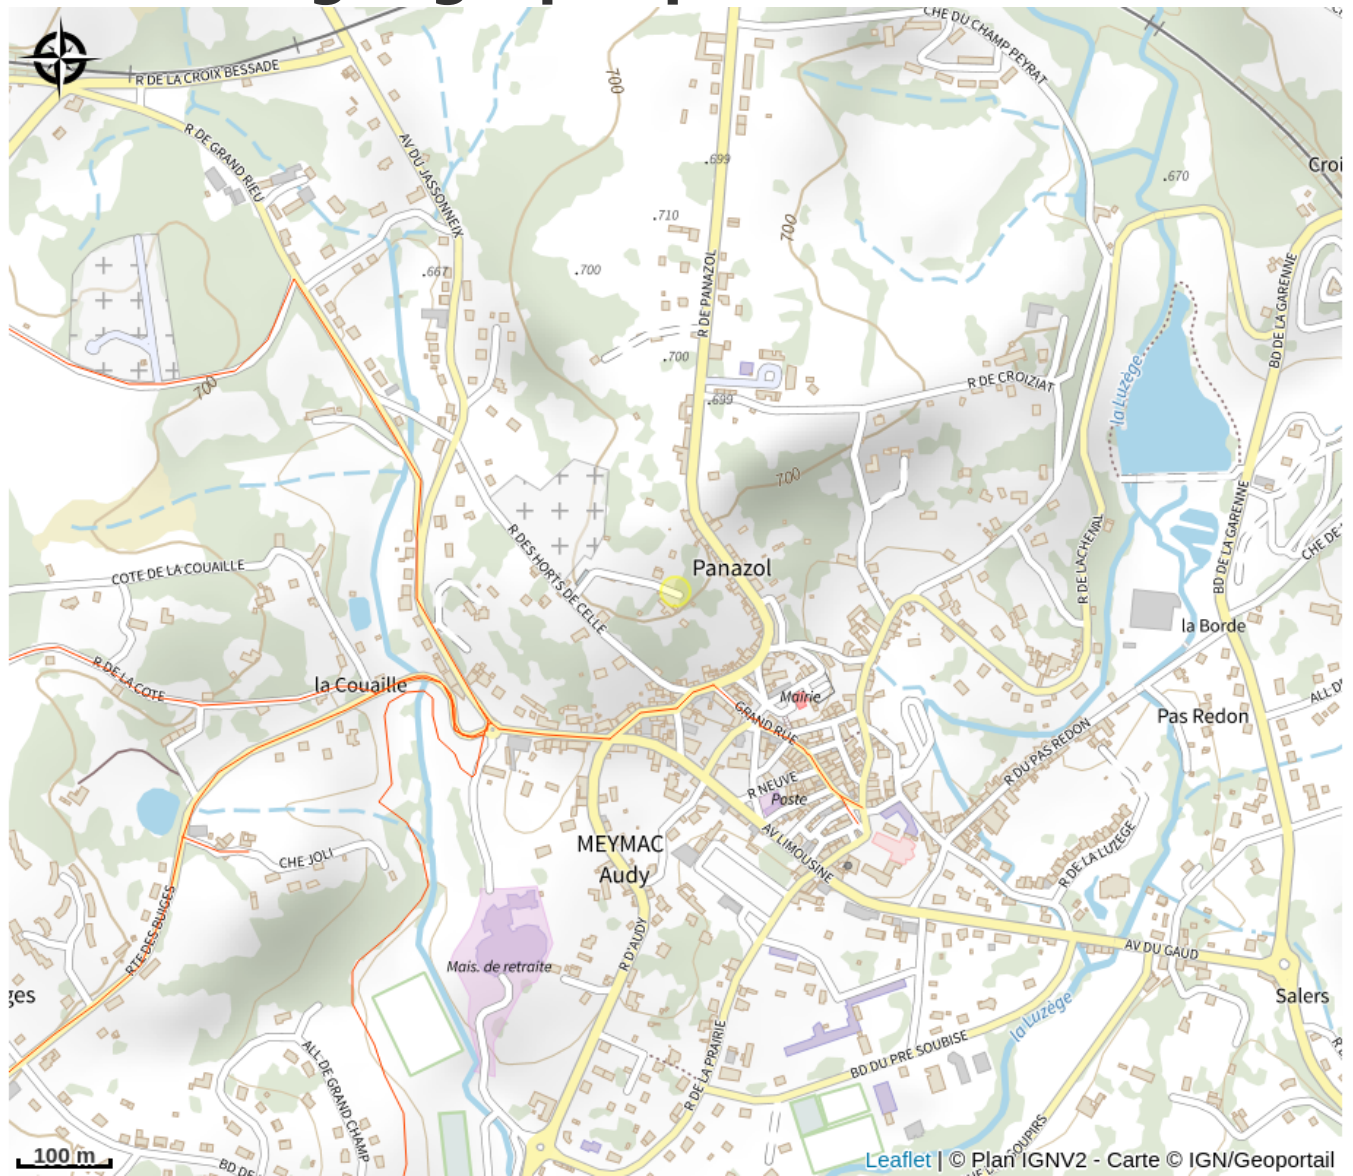 CHE DU CHAMP PEYRAT
R DE LA CROIX BESSADE
700
R DE GRAND RIEU
AV DU JASSONNEIX
.699
.670
Croi
.710
700
.667
.700
R DE PANAZOL
BD DE LA GARENNE
.700
700
R DE CROIZIAT
la Luzège
.699
700
R DES HORTS DE CELLE
BD DE LA GARENNE
R DE LACHENAL
CHE DE
COTE DE LA COUAILLE
Panazol
la Borde
R DE LA COTE
la Couaille
Mairie
ALL D
GRAND RUE
Pas Redon
R DU PAS REDON
R NEUVE
Poste
MEYMAC
Audy
AV LIMOUSINE
CHE JOLI
R DE LA LUZEGE
RTE DES BUIGES
R D'AUDY
AV DU GAUD
Mais. de retraite
ges
Salers
la Luzège
ALL DE GRAND CHAMP
R DE LA PRAIRIE
BD DU PRE SOUBISE
BD DE
100 m
Leaflet | © Plan IGNV2 - Carte © IGN/Geoportail